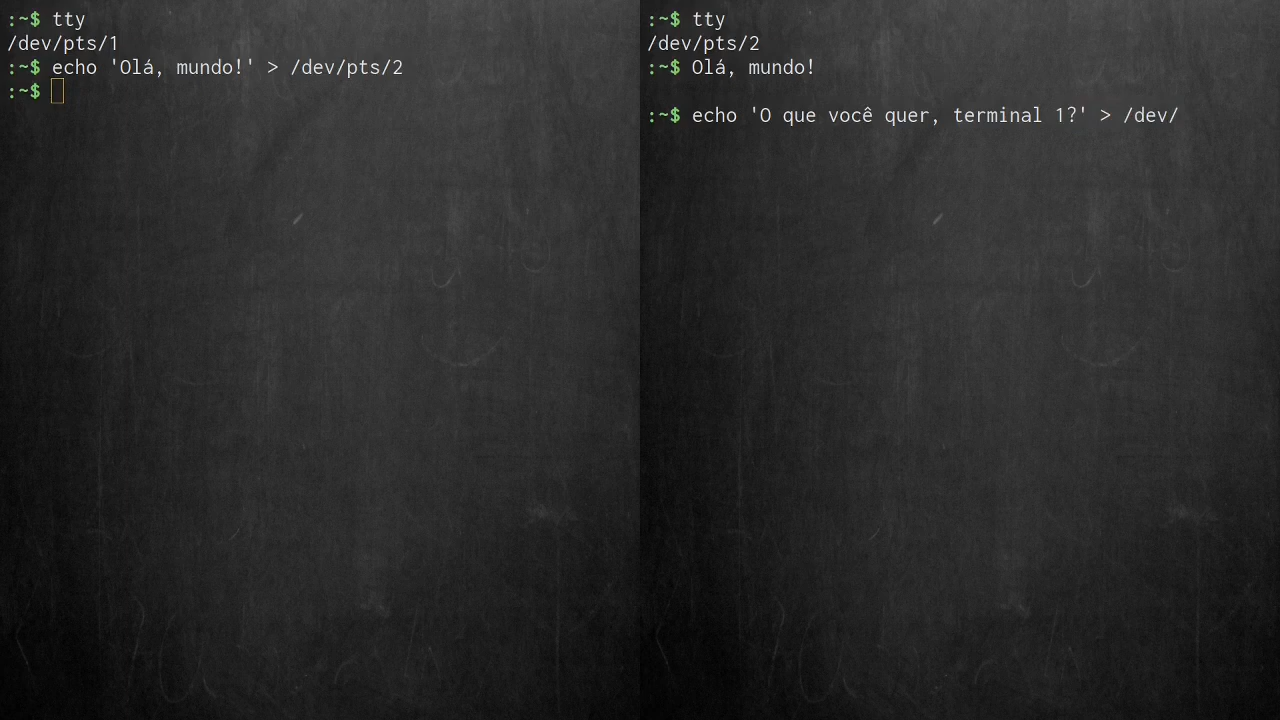 :~$ tty
/dev/pts/1
:~$ echo 'Olá, mundo!' > /dev/pts/2
:~$
:~$ tty
/dev/pts/2
:~$ Olá, mundo!
:~$ echo 'O que você quer, terminal 1?' > /dev/